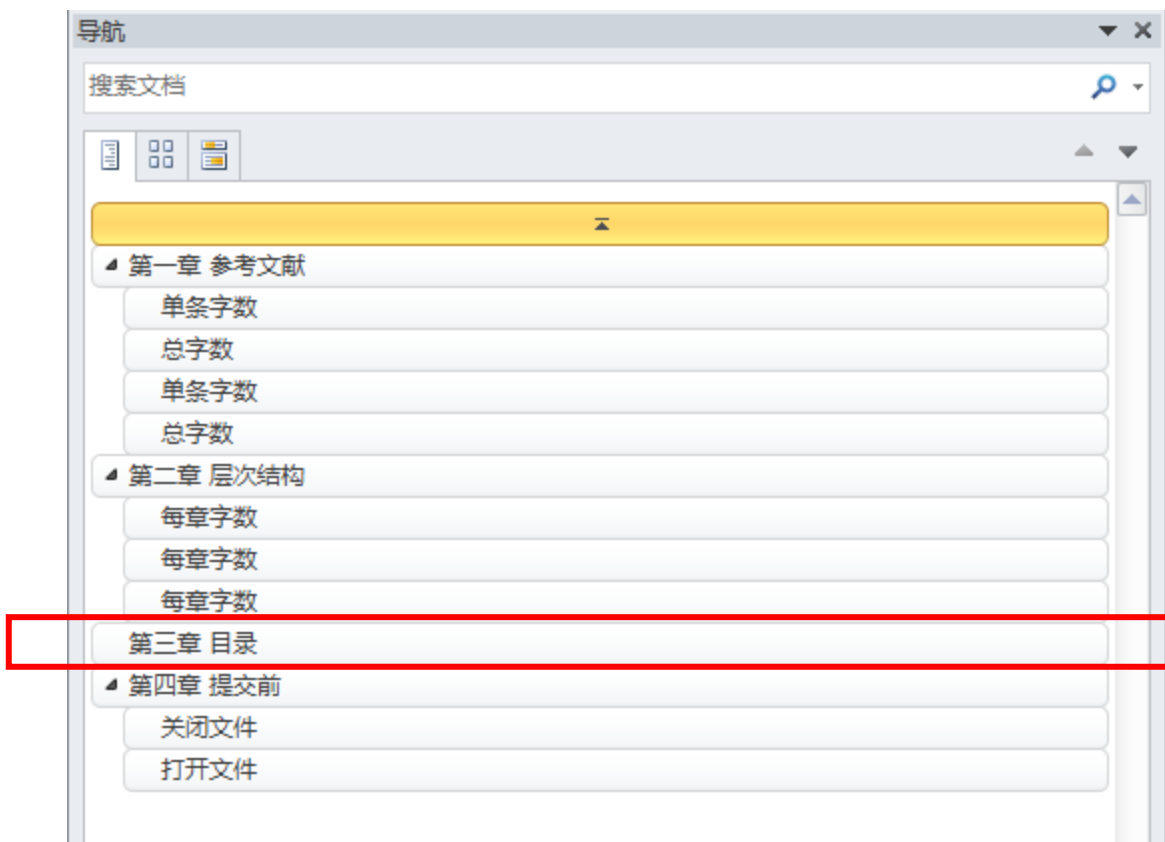 导航
搜索文档
第一章 参考文献
单条字数
总字数
单条字数
总字数
第二章 层次结构
每章字数
每章字数
每章字数
第三章 目录
第四章 提交前
关闭文件
打开文件